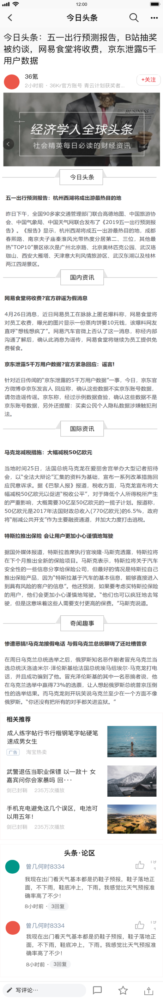 12:00
今日头条
今日头条：五一出行预测报告，B站抽奖
被约谈，网易食堂将收费，京东泄露5千
用户数据
36氪
+关注
2小时前 · 36Kr官方账号 青云计划获奖者...
BUSINESS
经济学人全球头条
社会精英每日必读的财经资讯
今日头条
五一出行预测报告：杭州西湖将成出游最热目的地
昨日下午，全国90多家交通管理部门联合高德地图、中国旅游协
会、中国气象局、中国天气网联合发布了《2019五一出行预测报
告》。《报告》显示，杭州西湖将成五一出游最热目的地，成都
春熙路、南京夫子庙秦淮风光带热度分居第二、三位，其他最
热“TOP10”景区依次是广州北京路、北京奥林匹克公园、武汉珞
珈山、西安大雁塔、天津意大利风情旅游区、武汉东湖以及桂林
两江四湖景区。
国内资讯
网易食堂将收费?官方辟谣为假消息
4月26日消息，近日网易员工在脉脉上匿名爆料称，网易食堂将
对员工收费，曝光的图片显示一份蒸肉饼要10元钱，该爆料网友
直呼“想钱想疯了”。网易汽车官微上否认了这一消息，称经内部
沟通了解后，确认此消息为谣传，网易食堂将继续为员工提供免
费餐食。
京东泄露5千万用户数据?官方紧急回应：谣言!
针对近日传闻的“京东泄露的5千万用户数据”一事，今日，京东官
方微博@京东发言人 回应称，确认这些数据不实京东账号数据，
请勿造谣传谣。京东称，经过示例数据查验，确认这些数据不是
京东账号数据，另外还提醒：买卖公民个人隐私数据涉嫌触犯刑
法。
国际资讯
马克龙减税措施：大幅减税50亿欧元
当地时间25日，法国总统马克龙在爱丽舍宫举办大型记者招待
会，以“全法大辩论”汇集的资料为基础，宣布一系列改革措施回
应民意诉求。据《巴黎人报》报道，税收方面，马克龙宣布将大
幅减税50亿欧元以促进“税收公平”，对于降低个人所得税所产生
的严重影响，大概需要30亿至50亿欧元的一揽子计划。报道称，
50亿欧元是2017年法国财政总收入(770亿欧元)的6.5%，政府
将“削减公共开支”作为主要融资通道，并加大力度打击逃税。
特斯拉推出保险 会让用户更加小心谨慎地驾驶
据国外媒体报道，特斯拉首席执行官埃隆·马斯克透露，特斯拉将
在下个月推出全新的保险项目。马斯克表示，特斯拉将关于汽车
安全性的一些信息分享给保险公司，但最好的情况是特斯拉自己
推出保险产品，因为“特斯拉基于汽车的基本信息，能够直接进入
到具有风险的客户的信息”。他还预测，如果要考虑买特斯拉保险
的用户，他们会更加小心谨慎地驾驶。“他们也可以疯狂地去驾
驶，但是这意味着这些人需要支付更高的保费。”马斯克说道。
奇闻趣事
惨遭恶搞!马克龙接假电话 与假乌克兰总统聊嗨了还吐槽普京
在周日乌克兰总统选举之后，俄罗斯知名恶作剧者冒充乌克兰当
选总统沃洛迪米尔·泽伦斯基给法国总统埃马纽埃尔·马克龙打电
话，并且成功骗到了他。冒充泽伦斯基的其中一名恶搞者说，他
在乌克兰选举中赢得73%的选票，让人想起俄罗斯总统普京压倒
性的选举结果。而马克龙则开玩笑说乌克兰至少在一个方面不像
俄罗斯。“你还没有把所有的对手都关进监狱。”
相关推荐
成人练字帖行书行楷钢笔字帖硬笔
速成男女生
广告 淘宝热卖
武警退伍当职业保镖 以一敌十 女
嘉宾问你会家暴吗 回···
剑已封鞘 235万次播放
手机充电避免这几个误区，电池可
以用五年！
剑已封鞘 235万次播放
头条·论区
曾几何时8334
我现在出门看天气基本都是扔鞋子预报，鞋子落地正
面，不下雨，鞋底冲上，下雨。我感觉比天气预报准
确率高了不少！
8小时前 · 3回复
曾几何时8334
我现在出门看天气基本都是扔鞋子预报，鞋子落地正
面，不下雨，鞋底冲上，下雨。我感觉比天气预报准
确率高了不少！
8小时前 · 3回复
写评论···